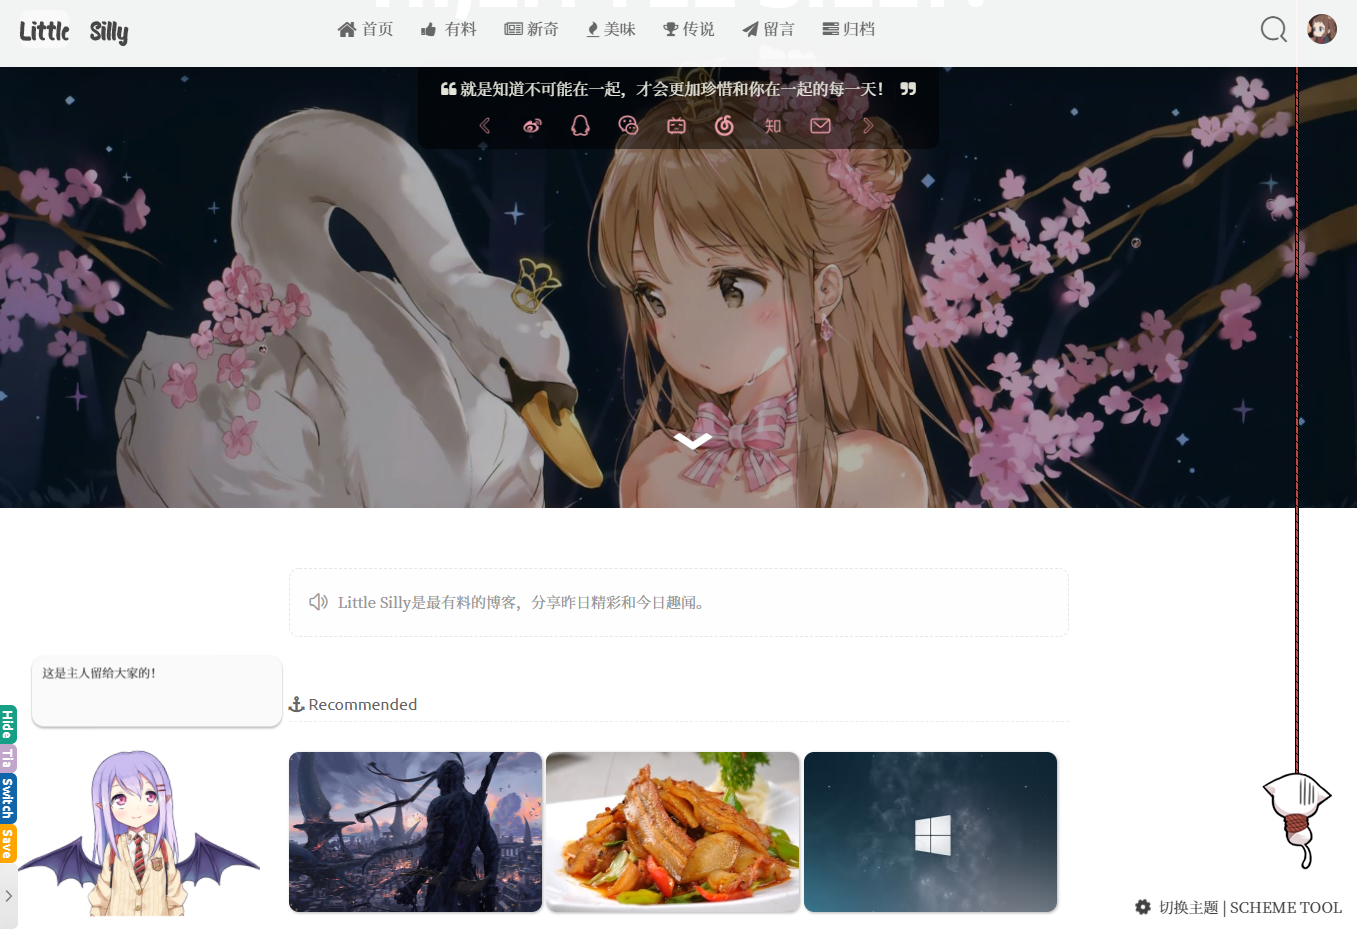 Little Silly
首页 有料 新奇 美味 传说 留言 归档
就是知道不可能在一起，才会更加珍惜和你在一起的每一天！
知
Little Silly是最有料的博客，分享昨日精彩和今日趣闻。
这是主人留给大家的！
Recommended
Hide
Tia
Switch
Save
切换主题 | SCHEME TOOL